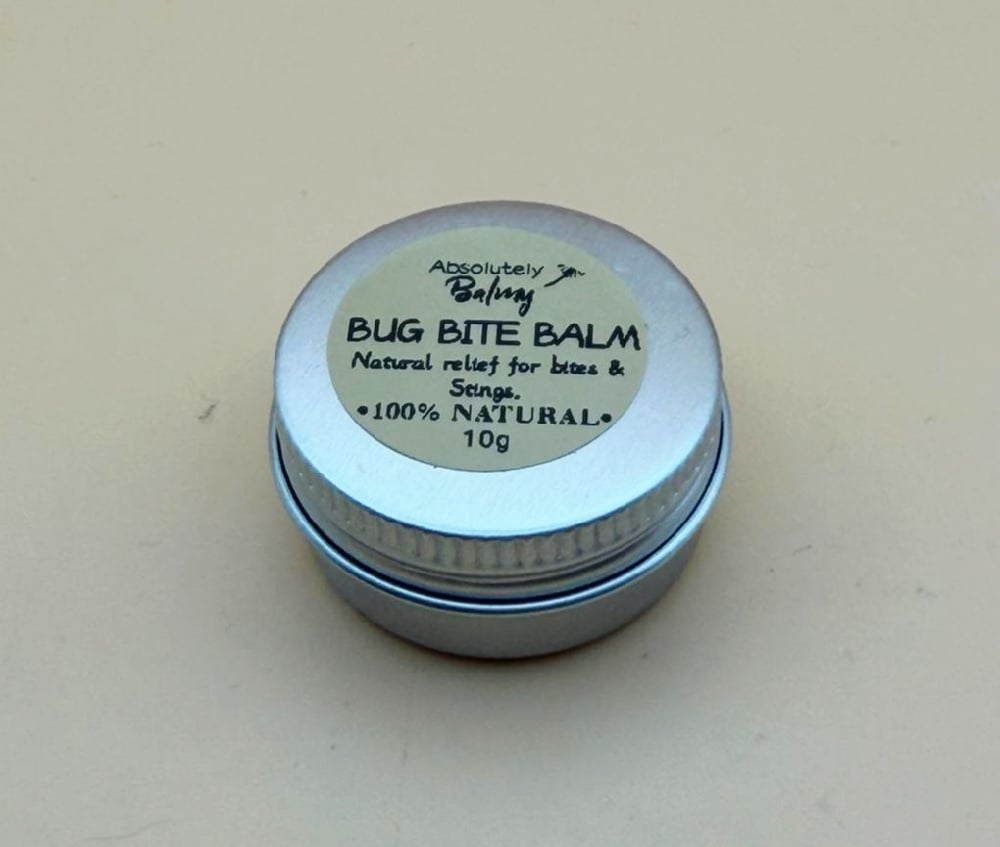 Absolutely
Balmy
BUG BITE BALM
Natural relief for bites &
Stings.
•100% NATURAL•
10g